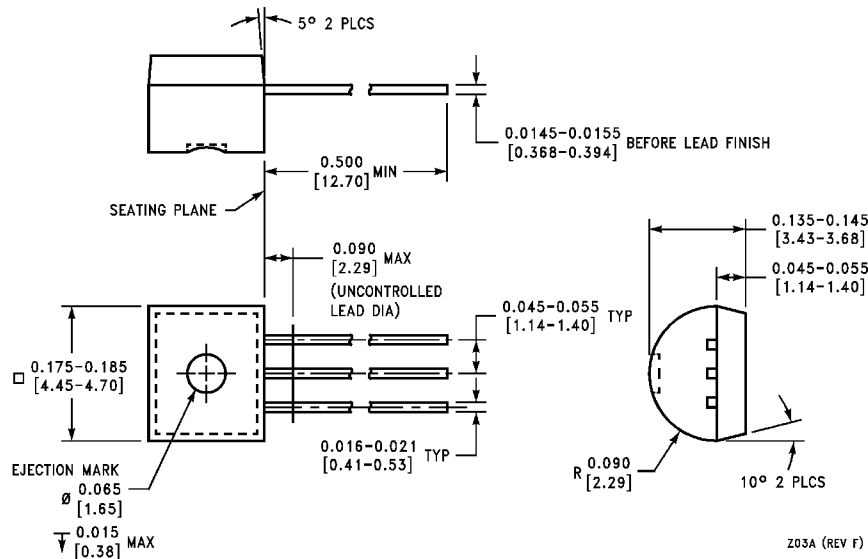 5° 2 PLCS
0.0145-0.0155
[0.368-0.394] BEFORE LEAD FINISH
0.500
[12.70] MIN
SEATING PLANE
0.135-0.145
[3.43-3.68]
0.045-0.055
[1.14-1.40]
0.090
[2.29] MAX
(UNCONTROLLED
LEAD DIA)
0.045-0.055
[1.14-1.40] TYP
□ 0.175-0.185
[4.45-4.70]
0.016-0.021
[0.41-0.53] TYP
EJECTION MARK
Ø 0.065
[1.65]
↧ 0.015
[0.38] MAX
R 0.090
[2.29]
10° 2 PLCS
Z03A (REV F)